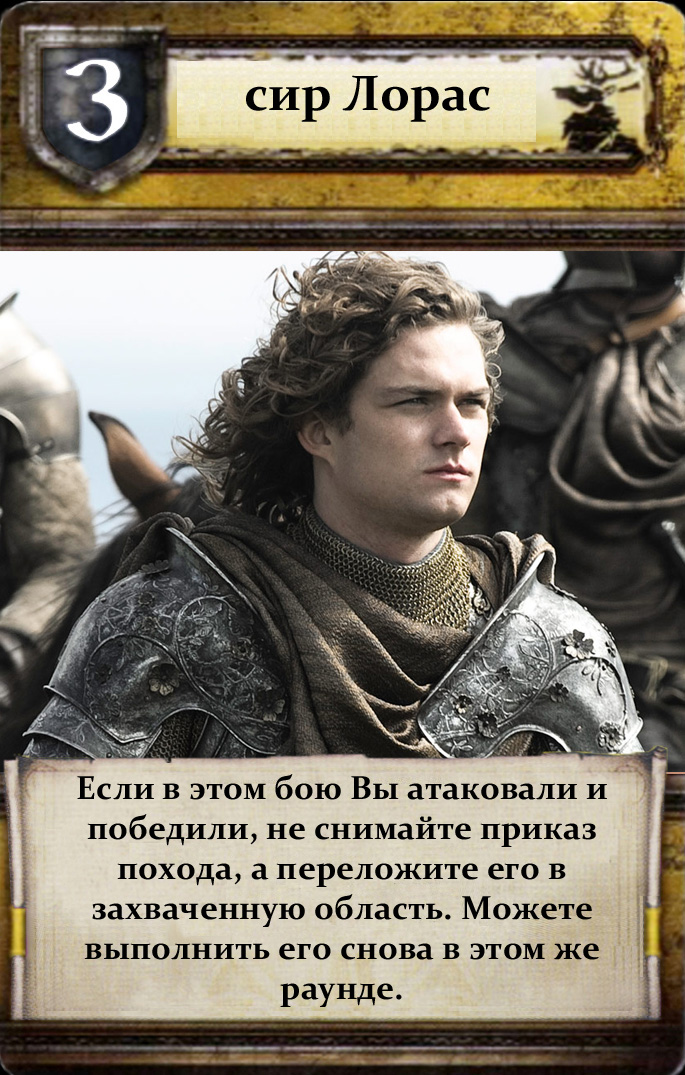 3
сир Лорас
Если в этом бою Вы атаковали и
победили, не снимайте приказ
похода, а переложите его в
захваченную область. Можете
выполнить его снова в этом же
раунде.